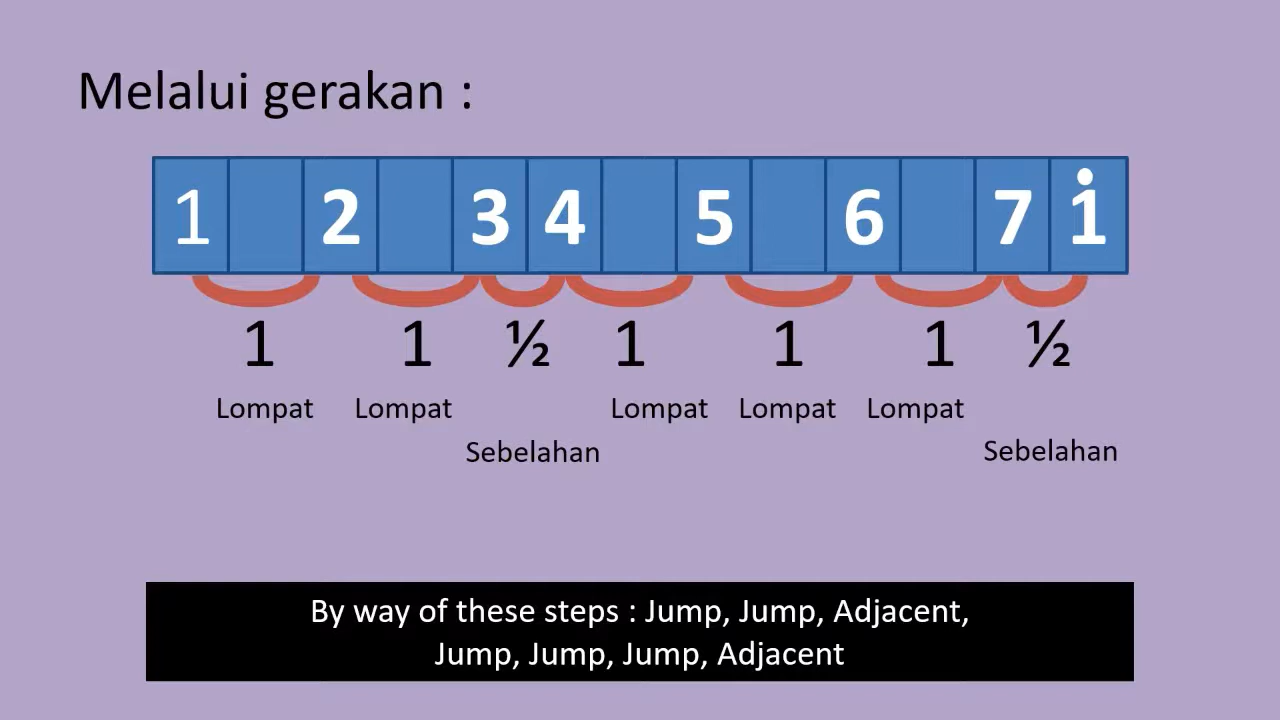 Melalui gerakan :
1 2 3 4 5 6 7 i
1 1 ½ 1 1 1 ½
Lompat Lompat Lompat Lompat Lompat
Sebelahan Sebelahan
By way of these steps : Jump, Jump, Adjacent,
Jump, Jump, Jump, Adjacent